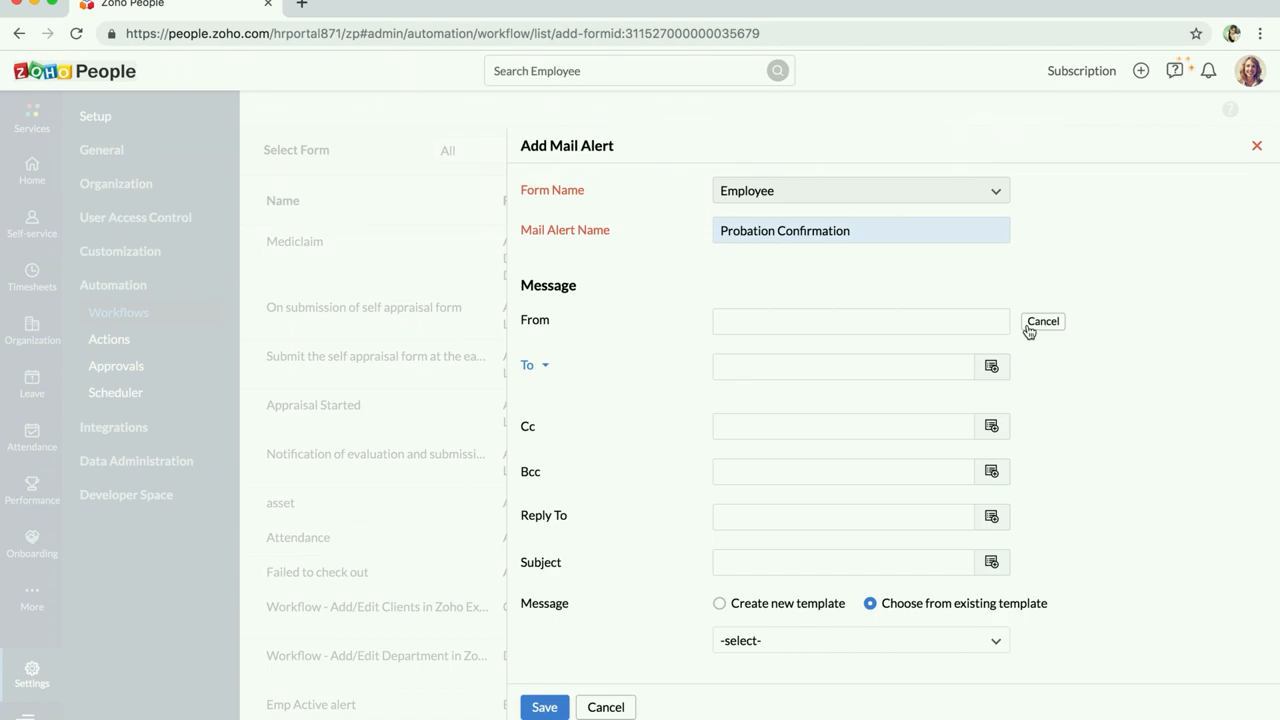 Zoho People
https://people.zoho.com/hrportal871/zp#admin/automation/workflow/list/add-formid:311527000000035679
ZOHO People
Search Employee
Subscription
Services
Home
Self-service
Timesheets
Organization
Leave
Attendance
Performance
Onboarding
More
Settings
Setup
General
Organization
User Access Control
Customization
Automation
Workflows
Actions
Approvals
Scheduler
Integrations
Data Administration
Developer Space
Select Form
All
Name
Mediclaim
On submission of self appraisal form
Submit the self appraisal form at the ea...
Appraisal Started
Notification of evaluation and submissi...
asset
Attendance
Failed to check out
Workflow - Add/Edit Clients in Zoho Ex...
Workflow - Add/Edit Department in Zo...
Emp Active alert
Add Mail Alert
Form Name
Employee
Mail Alert Name
Probation Confirmation
Message
From
Cancel
To
Cc
Bcc
Reply To
Subject
Message
Create new template
Choose from existing template
-select-
Save
Cancel